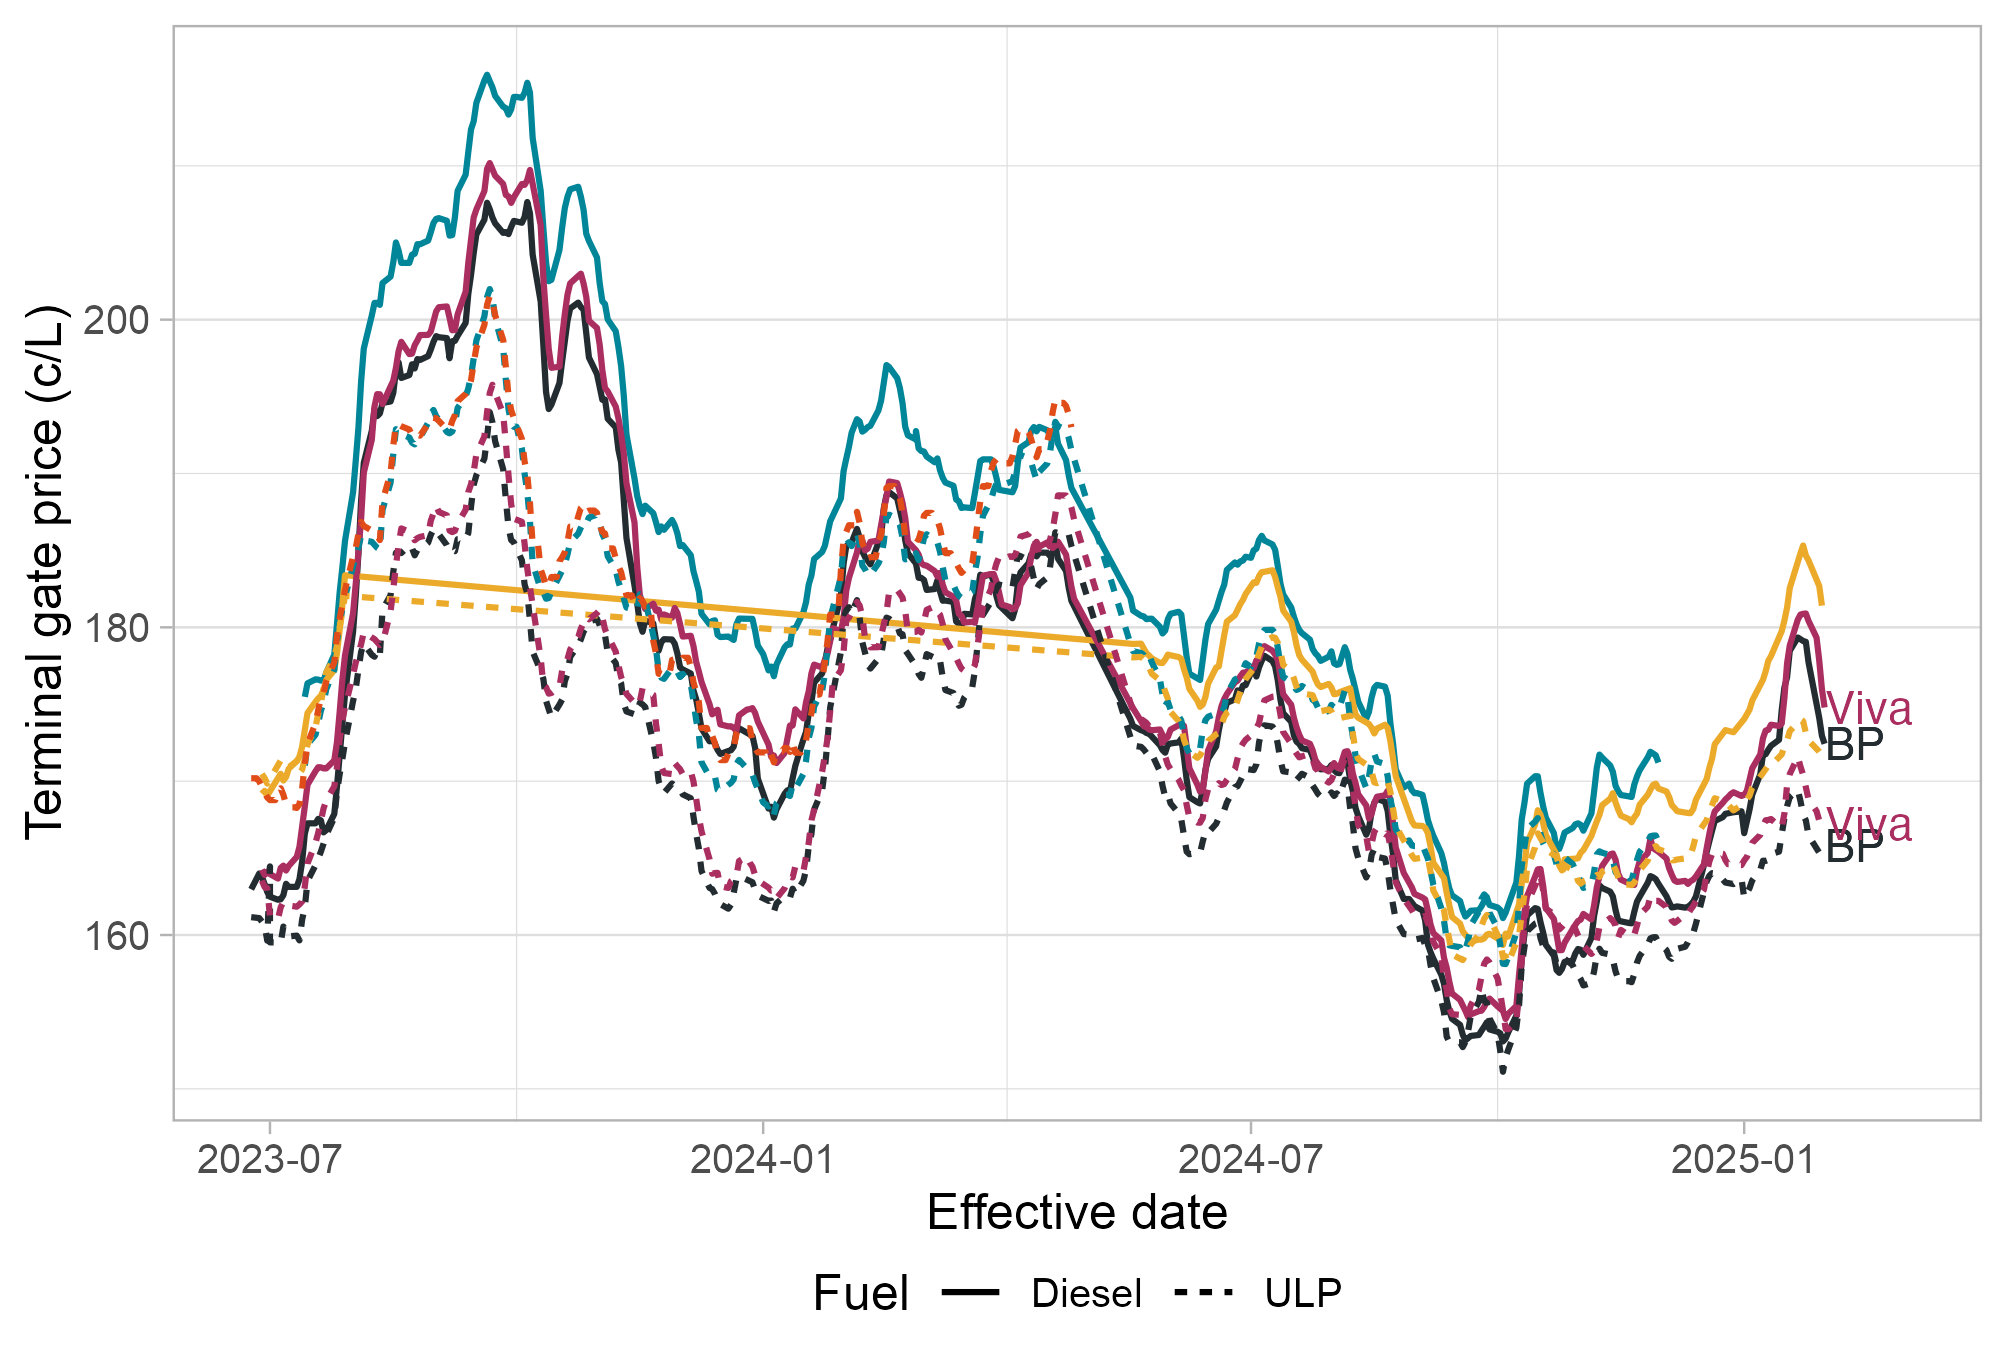 Terminal gate price (c/L)
200
180
160
Viva
BP
Viva
BP
2023-07
2024-01
2024-07
2025-01
Effective date
Fuel
Diesel
ULP